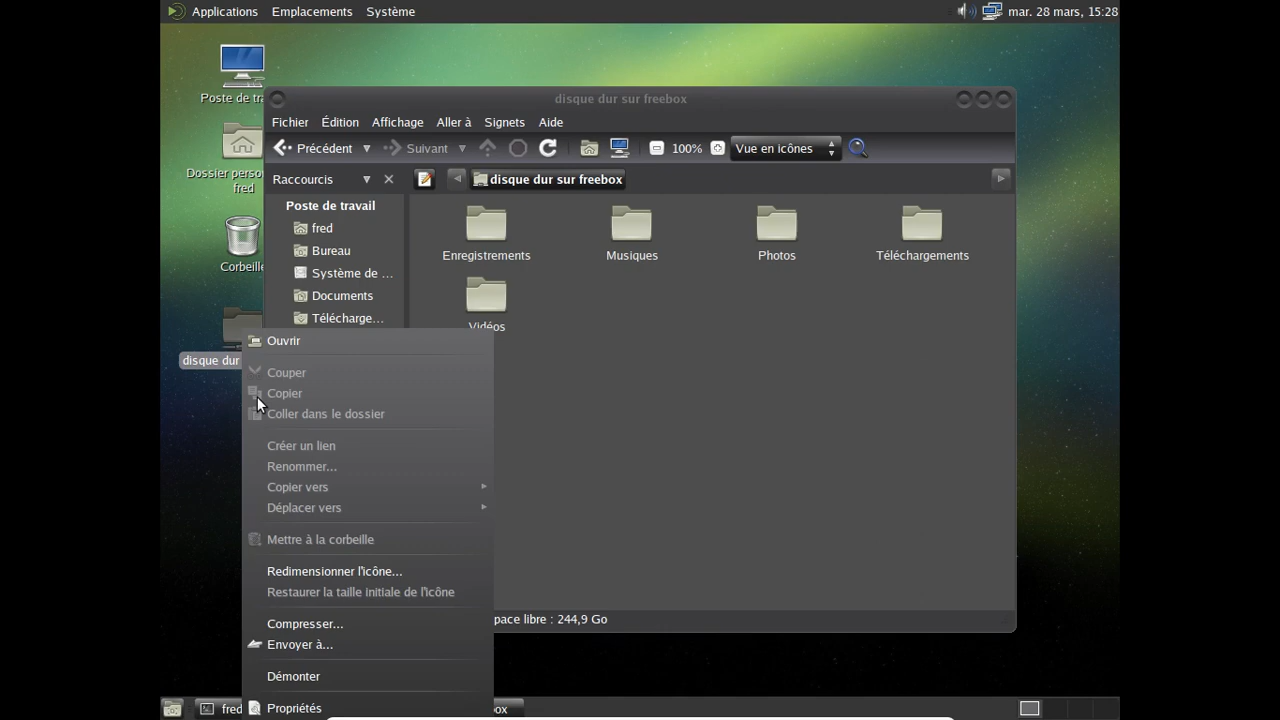 Applications Emplacements Système mar. 28 mars, 15:28
Poste de tra
Dossier perso
fred
Corbeille
disque dur
disque dur sur freebox
Fichier Édition Affichage Aller à Signets Aide
Précédent Suivant 100% Vue en icônes
Raccourcis disque dur sur freebox
Poste de travail
fred
Bureau
Système de ...
Documents
Télécharge...
Enregistrements Musiques Photos Téléchargements
Vidéos
Ouvrir
Couper
Copier
Coller dans le dossier
Créer un lien
Renommer...
Copier vers
Déplacer vers
Mettre à la corbeille
Redimensionner l'icône...
Restaurer la taille initiale de l'icône
Compresser...
Envoyer à...
Démonter
Propriétés
pace libre : 244,9 Go
fred ox